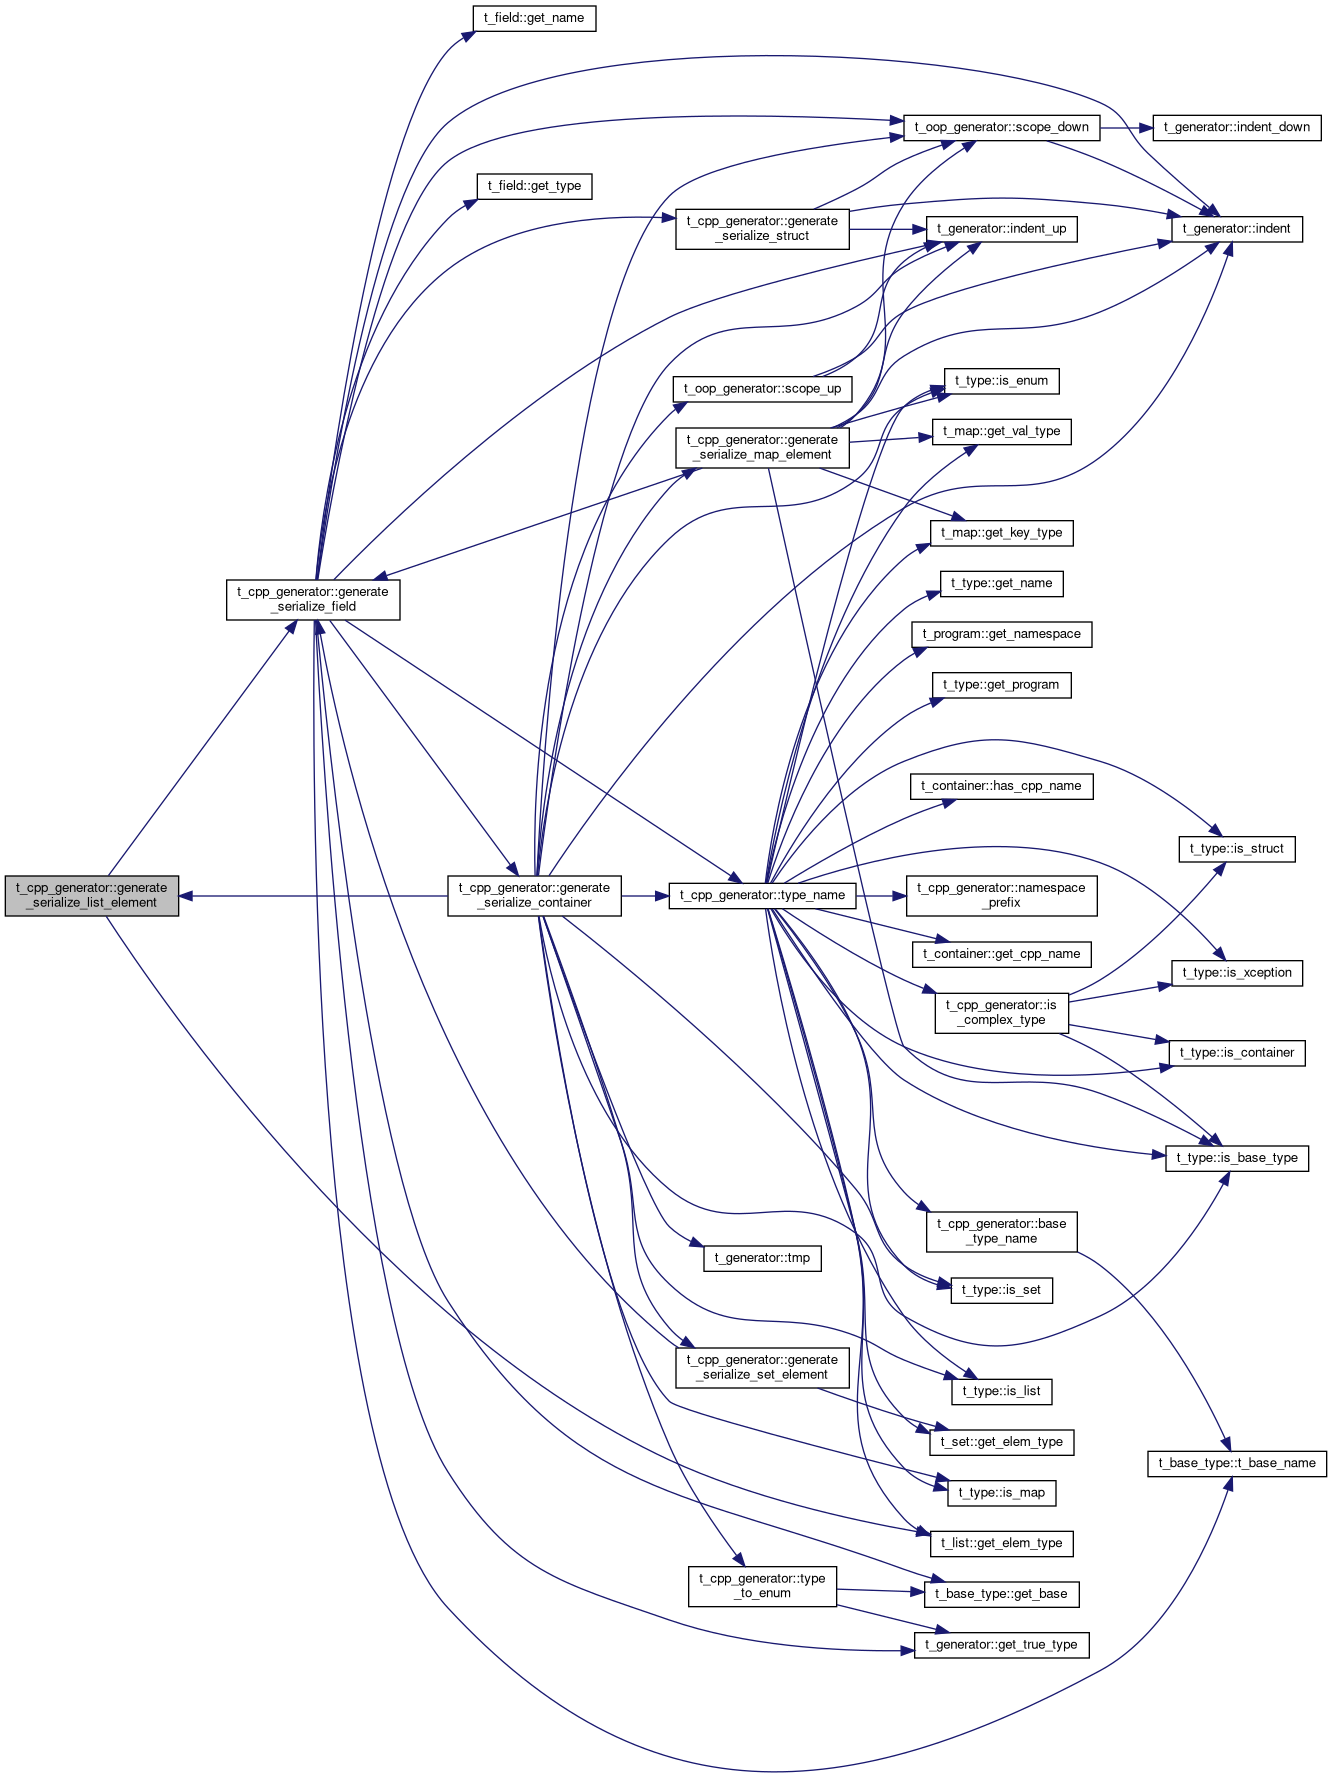 t_field::get_name
t_oop_generator::scope_down
t_generator::indent_down
t_field::get_type
t_cpp_generator::generate
_serialize_struct
t_generator::indent_up
t_generator::indent
t_oop_generator::scope_up
t_type::is_enum
t_cpp_generator::generate
_serialize_map_element
t_map::get_val_type
t_map::get_key_type
t_type::get_name
t_cpp_generator::generate
_serialize_field
t_program::get_namespace
t_type::get_program
t_container::has_cpp_name
t_type::is_struct
t_cpp_generator::generate
_serialize_list_element
t_cpp_generator::generate
_serialize_container
t_cpp_generator::type_name
t_cpp_generator::namespace
_prefix
t_container::get_cpp_name
t_type::is_xception
t_cpp_generator::is
_complex_type
t_type::is_container
t_type::is_base_type
t_cpp_generator::base
_type_name
t_generator::tmp
t_type::is_set
t_cpp_generator::generate
_serialize_set_element
t_type::is_list
t_set::get_elem_type
t_base_type::t_base_name
t_type::is_map
t_list::get_elem_type
t_cpp_generator::type
_to_enum
t_base_type::get_base
t_generator::get_true_type